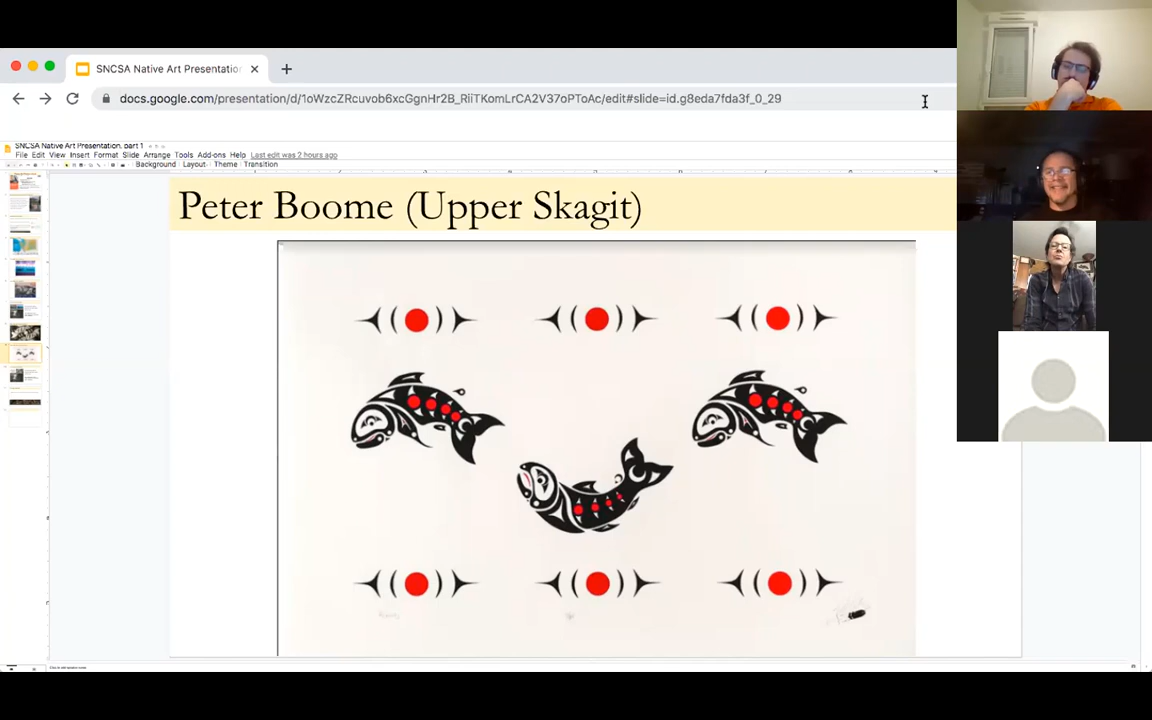 SNCSA Native Art Presentation
docs.google.com/presentation/d/1oWzcZRcuvob6xcGgnHr2B_RiiTKomLrCA2V37oPToAc/edit#slide=id.g8eda7fda3f_0_29
SNCSA Native Art Presentation. part 1
File Edit View Insert Format Slide Arrange Tools Add-ons Help Last edit was 2 hours ago
Background Layout Theme Transition
Peter Boome (Upper Skagit)